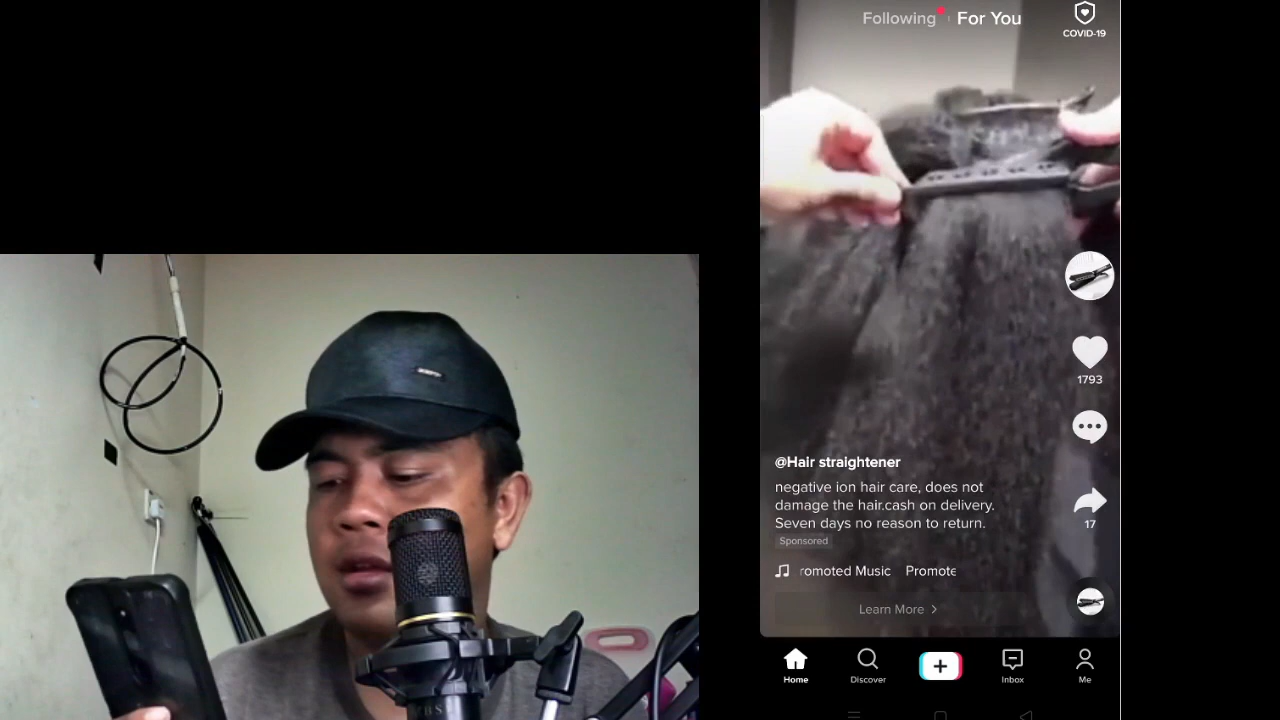 Following
For You
COVID-19
1793
@Hair straightener
negative ion hair care, does not
damage the hair.cash on delivery.
Seven days no reason to return.
Sponsored
17
romoted Music Promote
Learn More >
Home
Discover
Inbox
Me